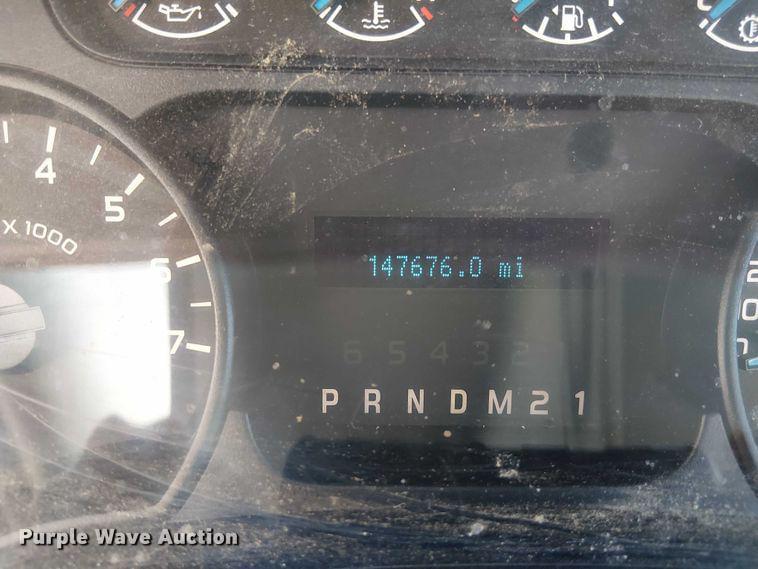 4
5
X 1000
6
7
147676.0 mi
6 5 4 3 2
P R N D M 2 1
Purple Wave Auction